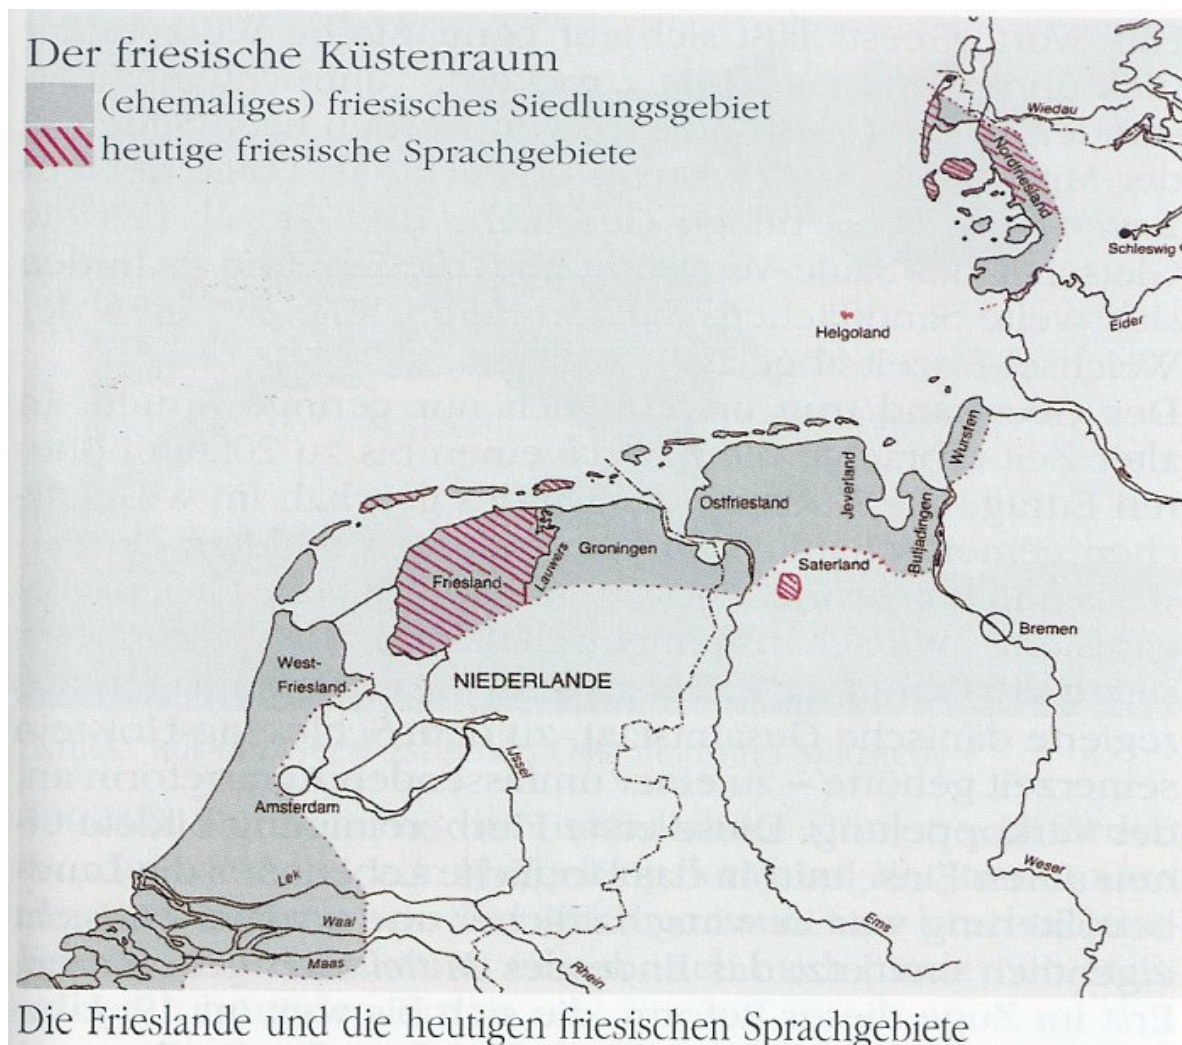 Der friesische Küstenraum
(ehemaliges) friesisches Siedlungsgebiet
heutige friesische Sprachgebiete
Wiedau
Nordfriesland
Schleswig
Eider
Helgoland
Wursten
Jeverland
Ostfriesland
Butjadingen
Groningen
Lauwers
Saterland
Friesland
Bremen
West-
Friesland
NIEDERLANDE
IJssel
Amsterdam
Weser
Lek
Waal
Ems
Maas
Rhein
Die Frieslande und die heutigen friesischen Sprachgebiete